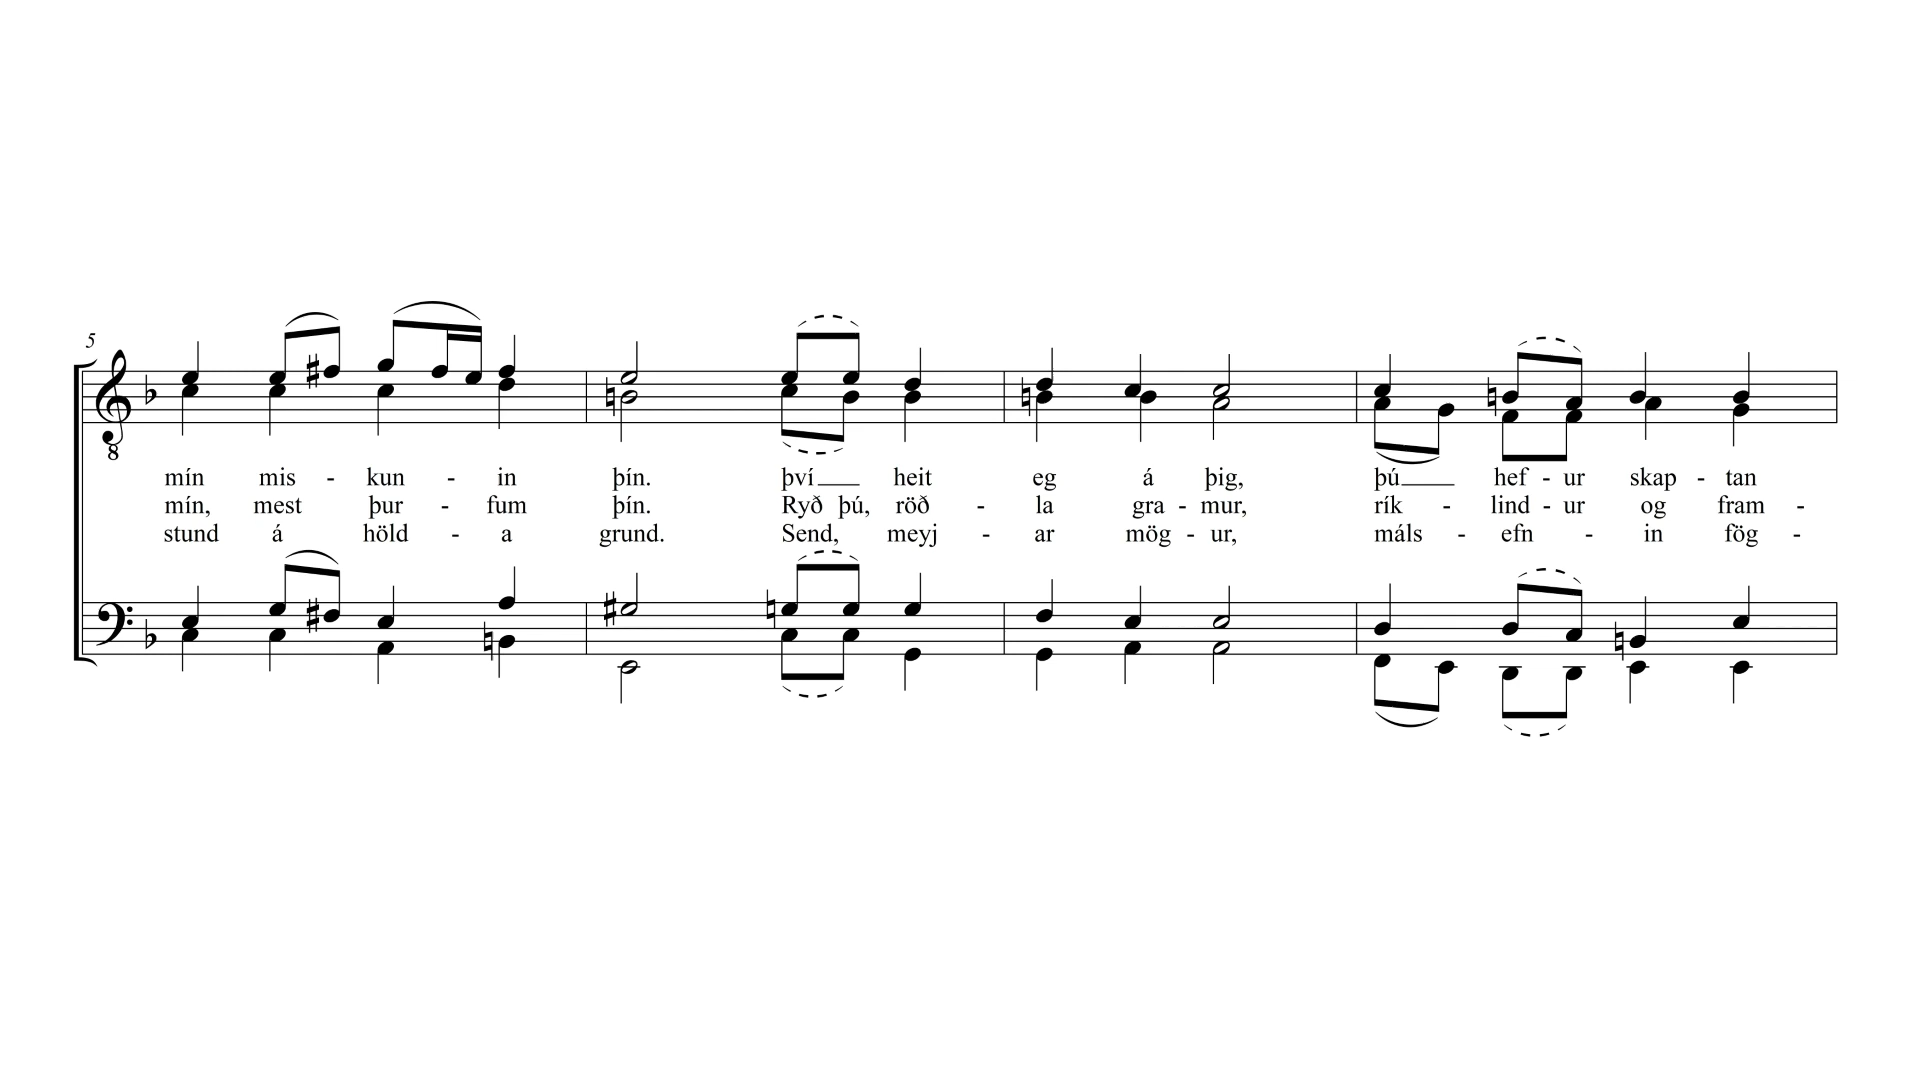 5
8
mín mis - kun - in þín. því heit eg á þig, þú hef - ur skap - tan
mín, mest þur - fum þín. Ryð þú, röð - la gra - mur, rík - lind - ur og fram -
stund á höld - a grund. Send, meyj - ar mög - ur, máls - efn - in fög -